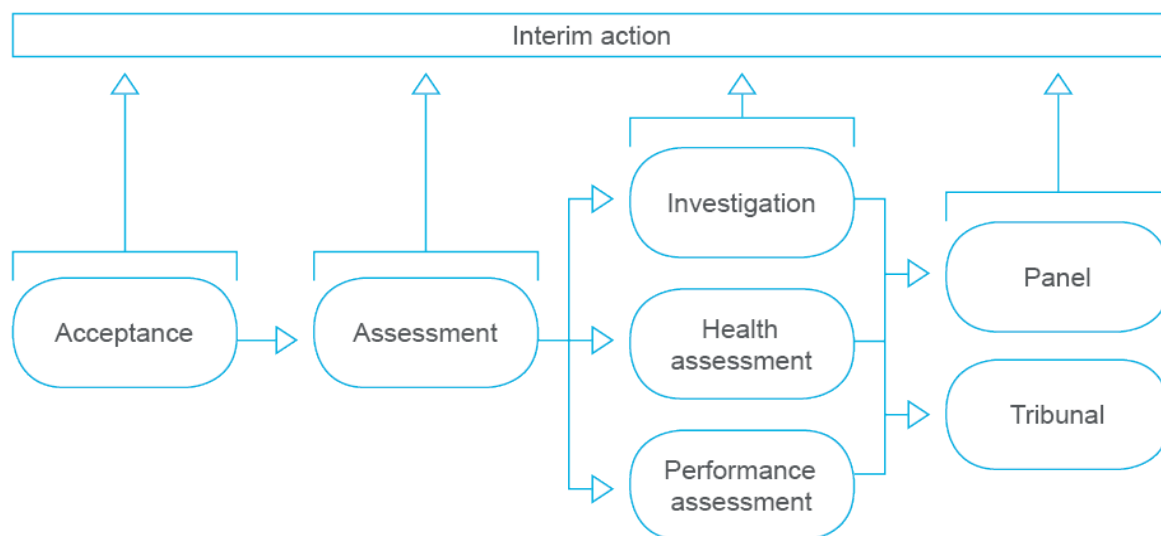 Interim action
Acceptance
Assessment
Investigation
Health
assessment
Performance
assessment
Panel
Tribunal